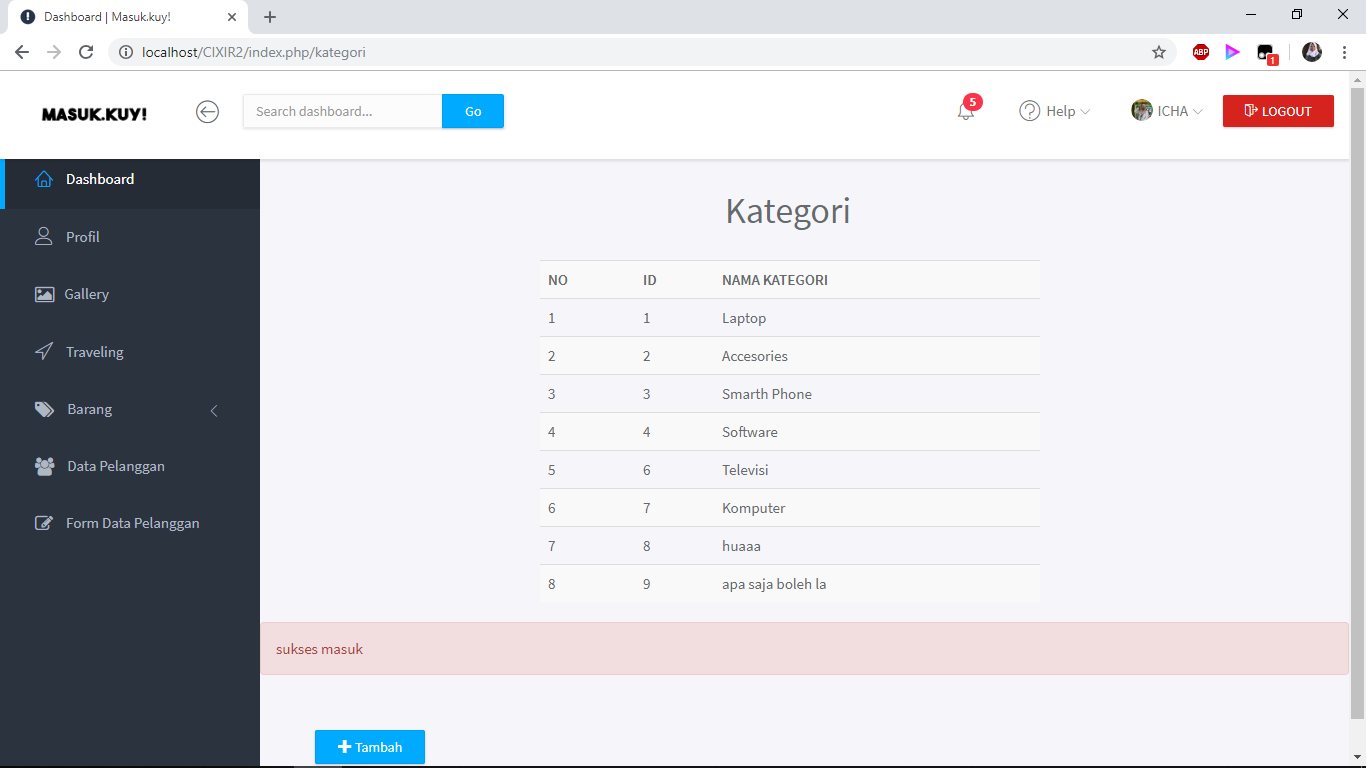 Dashboard | Masuk.kuy!
localhost/CIXIR2/index.php/kategori
ABP
1
MASUK.KUY!
Search dashboard...
Go
5
Help
ICHA
LOGOUT
Dashboard
Profil
Gallery
Traveling
Barang
Data Pelanggan
Form Data Pelanggan
Kategori
NO ID NAMA KATEGORI
1 1 Laptop
2 2 Accesories
3 3 Smarth Phone
4 4 Software
5 6 Televisi
6 7 Komputer
7 8 huaaa
8 9 apa saja boleh la
sukses masuk
Tambah